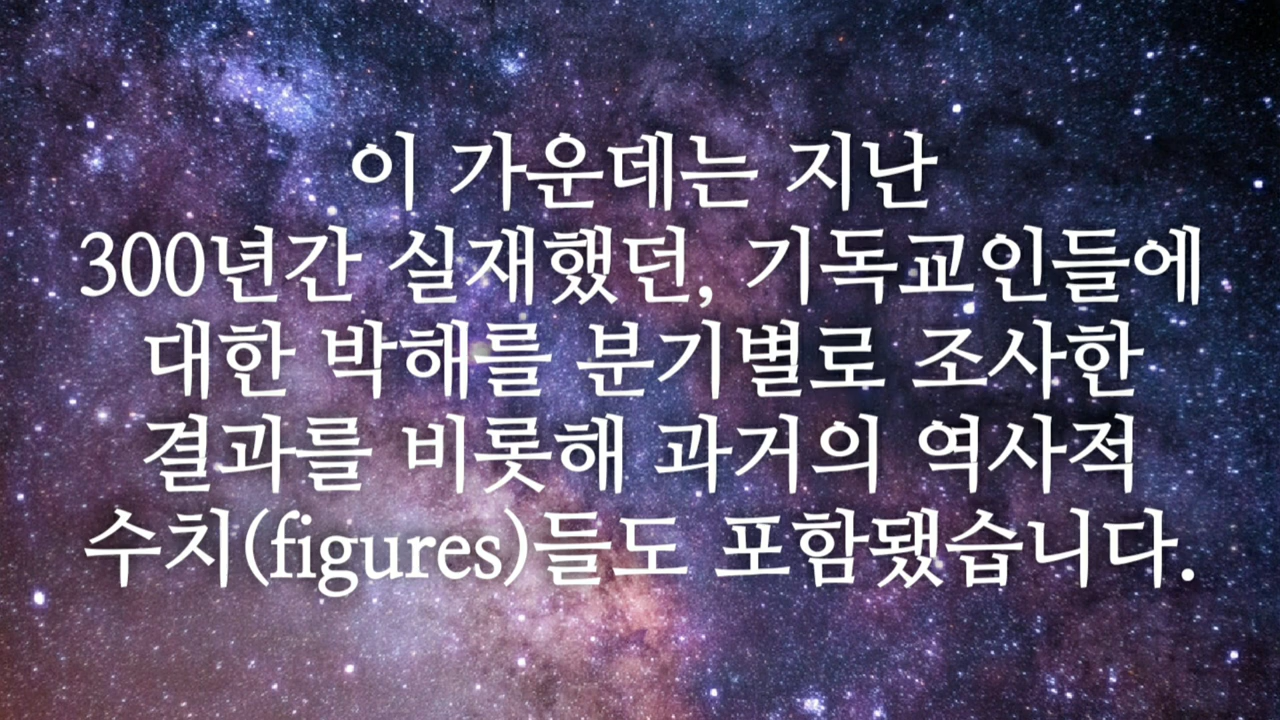 이 가운데는 지난
300년간 실재했던, 기독교인들에
대한 박해를 분기별로 조사한
결과를 비롯해 과거의 역사적
수치(figures)들도 포함됐습니다.